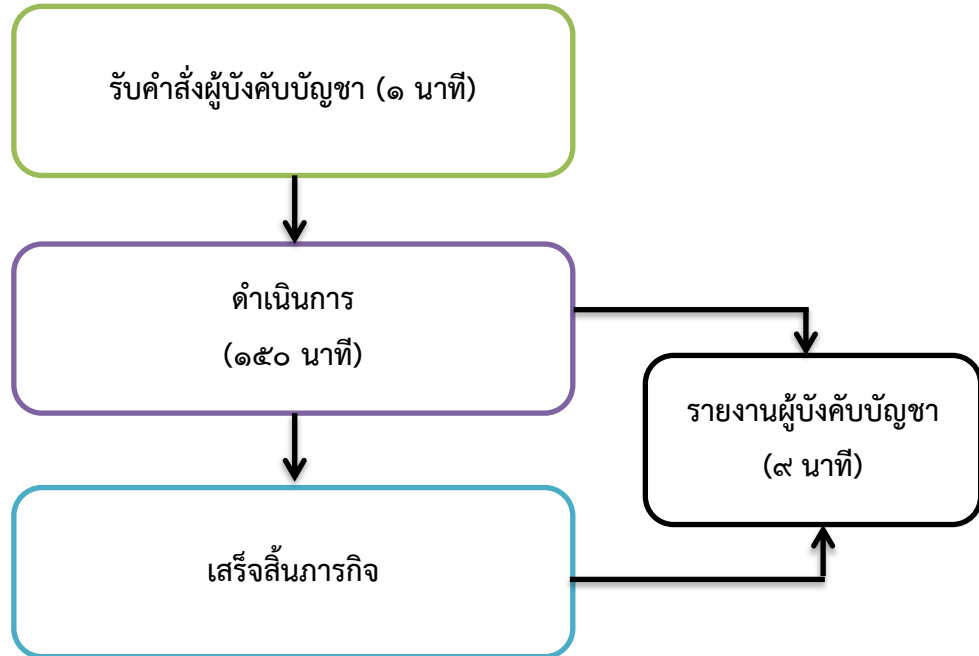 รับคำสั่งผู้บังคับบัญชา (๑ นาที)
ดำเนินการ
(๑๕๐ นาที)
รายงานผู้บังคับบัญชา
(๙ นาที)
เสร็จสิ้นภารกิจ